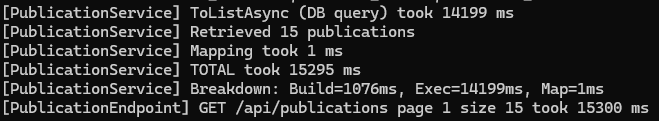 [PublicationService] ToListAsync (DB query) took 14199 ms
[PublicationService] Retrieved 15 publications
[PublicationService] Mapping took 1 ms
[PublicationService] TOTAL took 15295 ms
[PublicationService] Breakdown: Build=1076ms, Exec=14199ms, Map=1ms
[PublicationEndpoint] GET /api/publications page 1 size 15 took 15300 ms